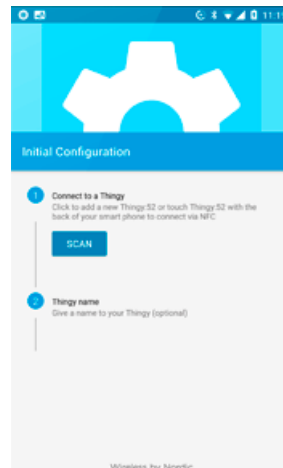 11:1
Initial Configuration
1 Connect to a Thingy
Click to add a new Thingy:52 or touch Thingy:52 with the
back of your smart phone to connect via NFC
SCAN
2 Thingy name
Give a name to your Thingy (optional)
Wireless by Nordic